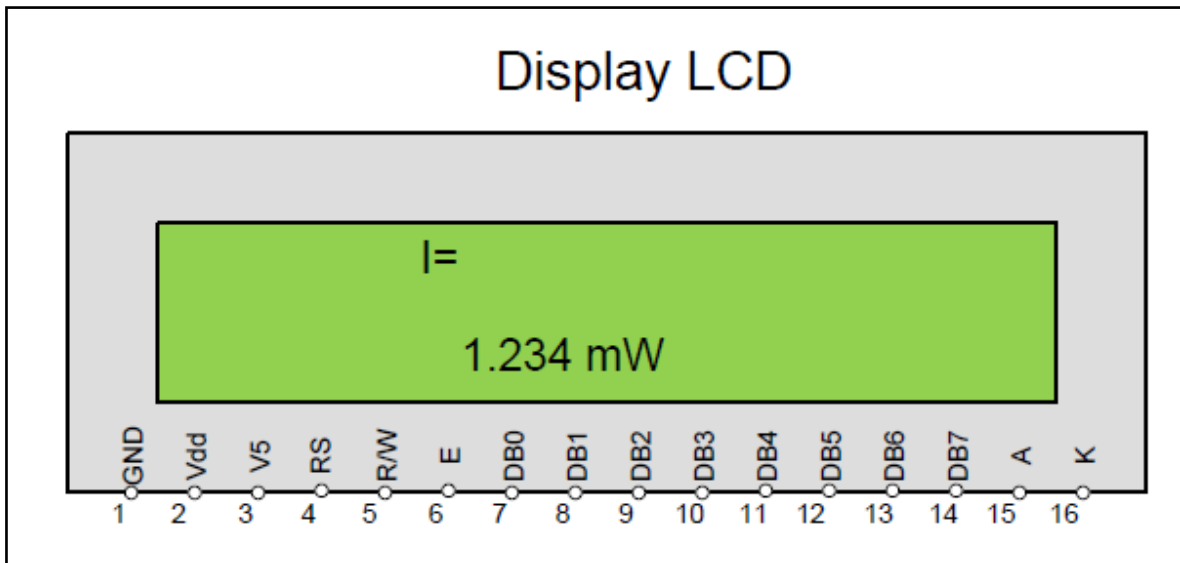 Display LCD
I=
1.234 mW
GND Vdd V5 RS R/W E DB0 DB1 DB2 DB3 DB4 DB5 DB6 DB7 A K
1 2 3 4 5 6 7 8 9 10 11 12 13 14 15 16